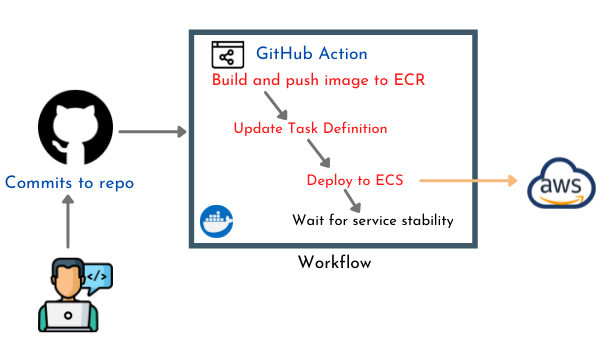 GitHub Action
Build and push image to ECR
Update Task Definition
Commits to repo
Deploy to ECS
aws
Wait for service stability
Workflow
</>